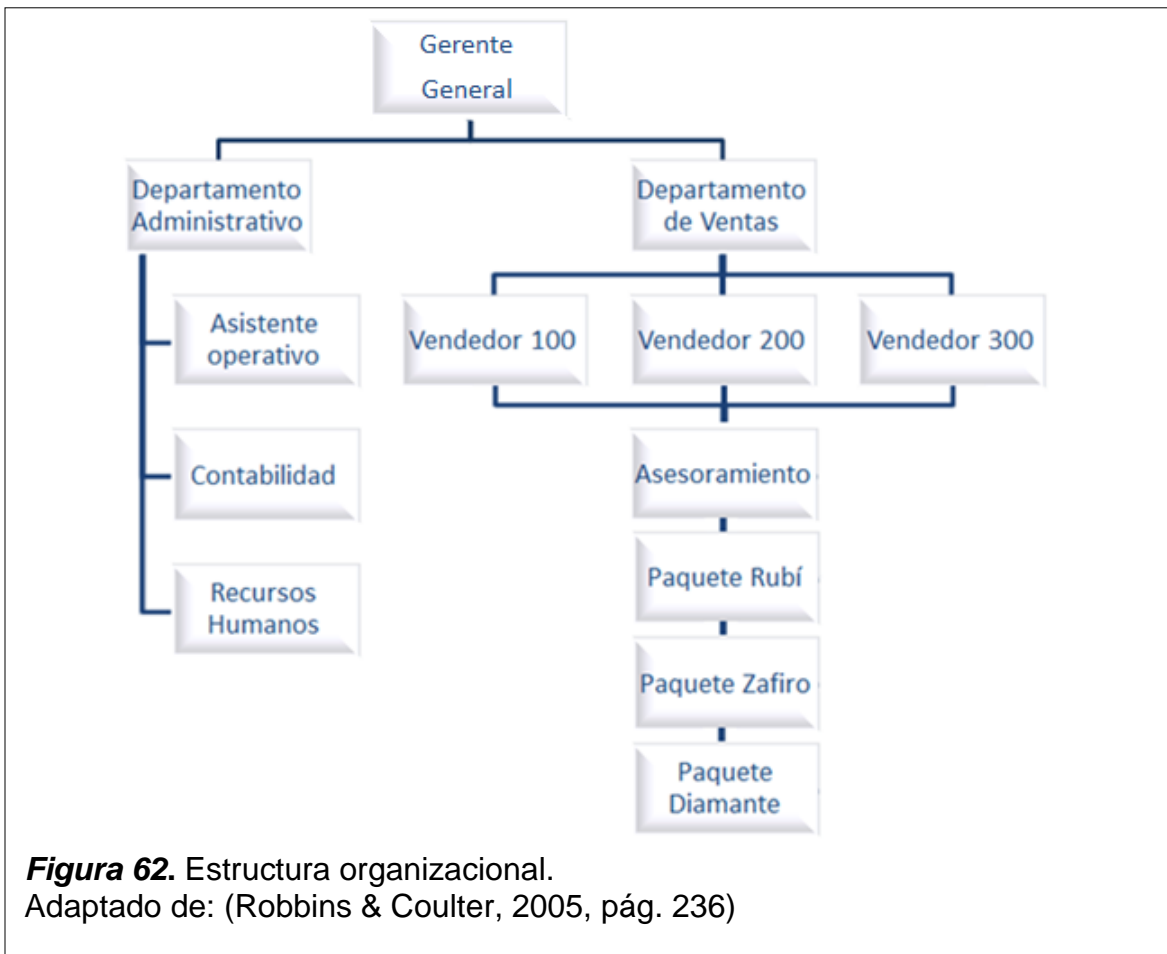 Gerente
General
Departamento
Administrativo
Departamento
de Ventas
Asistente
operativo
Contabilidad
Recursos
Humanos
Vendedor 100
Vendedor 200
Vendedor 300
Asesoramiento
Paquete Rubí
Paquete Zafiro
Paquete
Diamante
Figura 62. Estructura organizacional.
Adaptado de: (Robbins & Coulter, 2005, pág. 236)